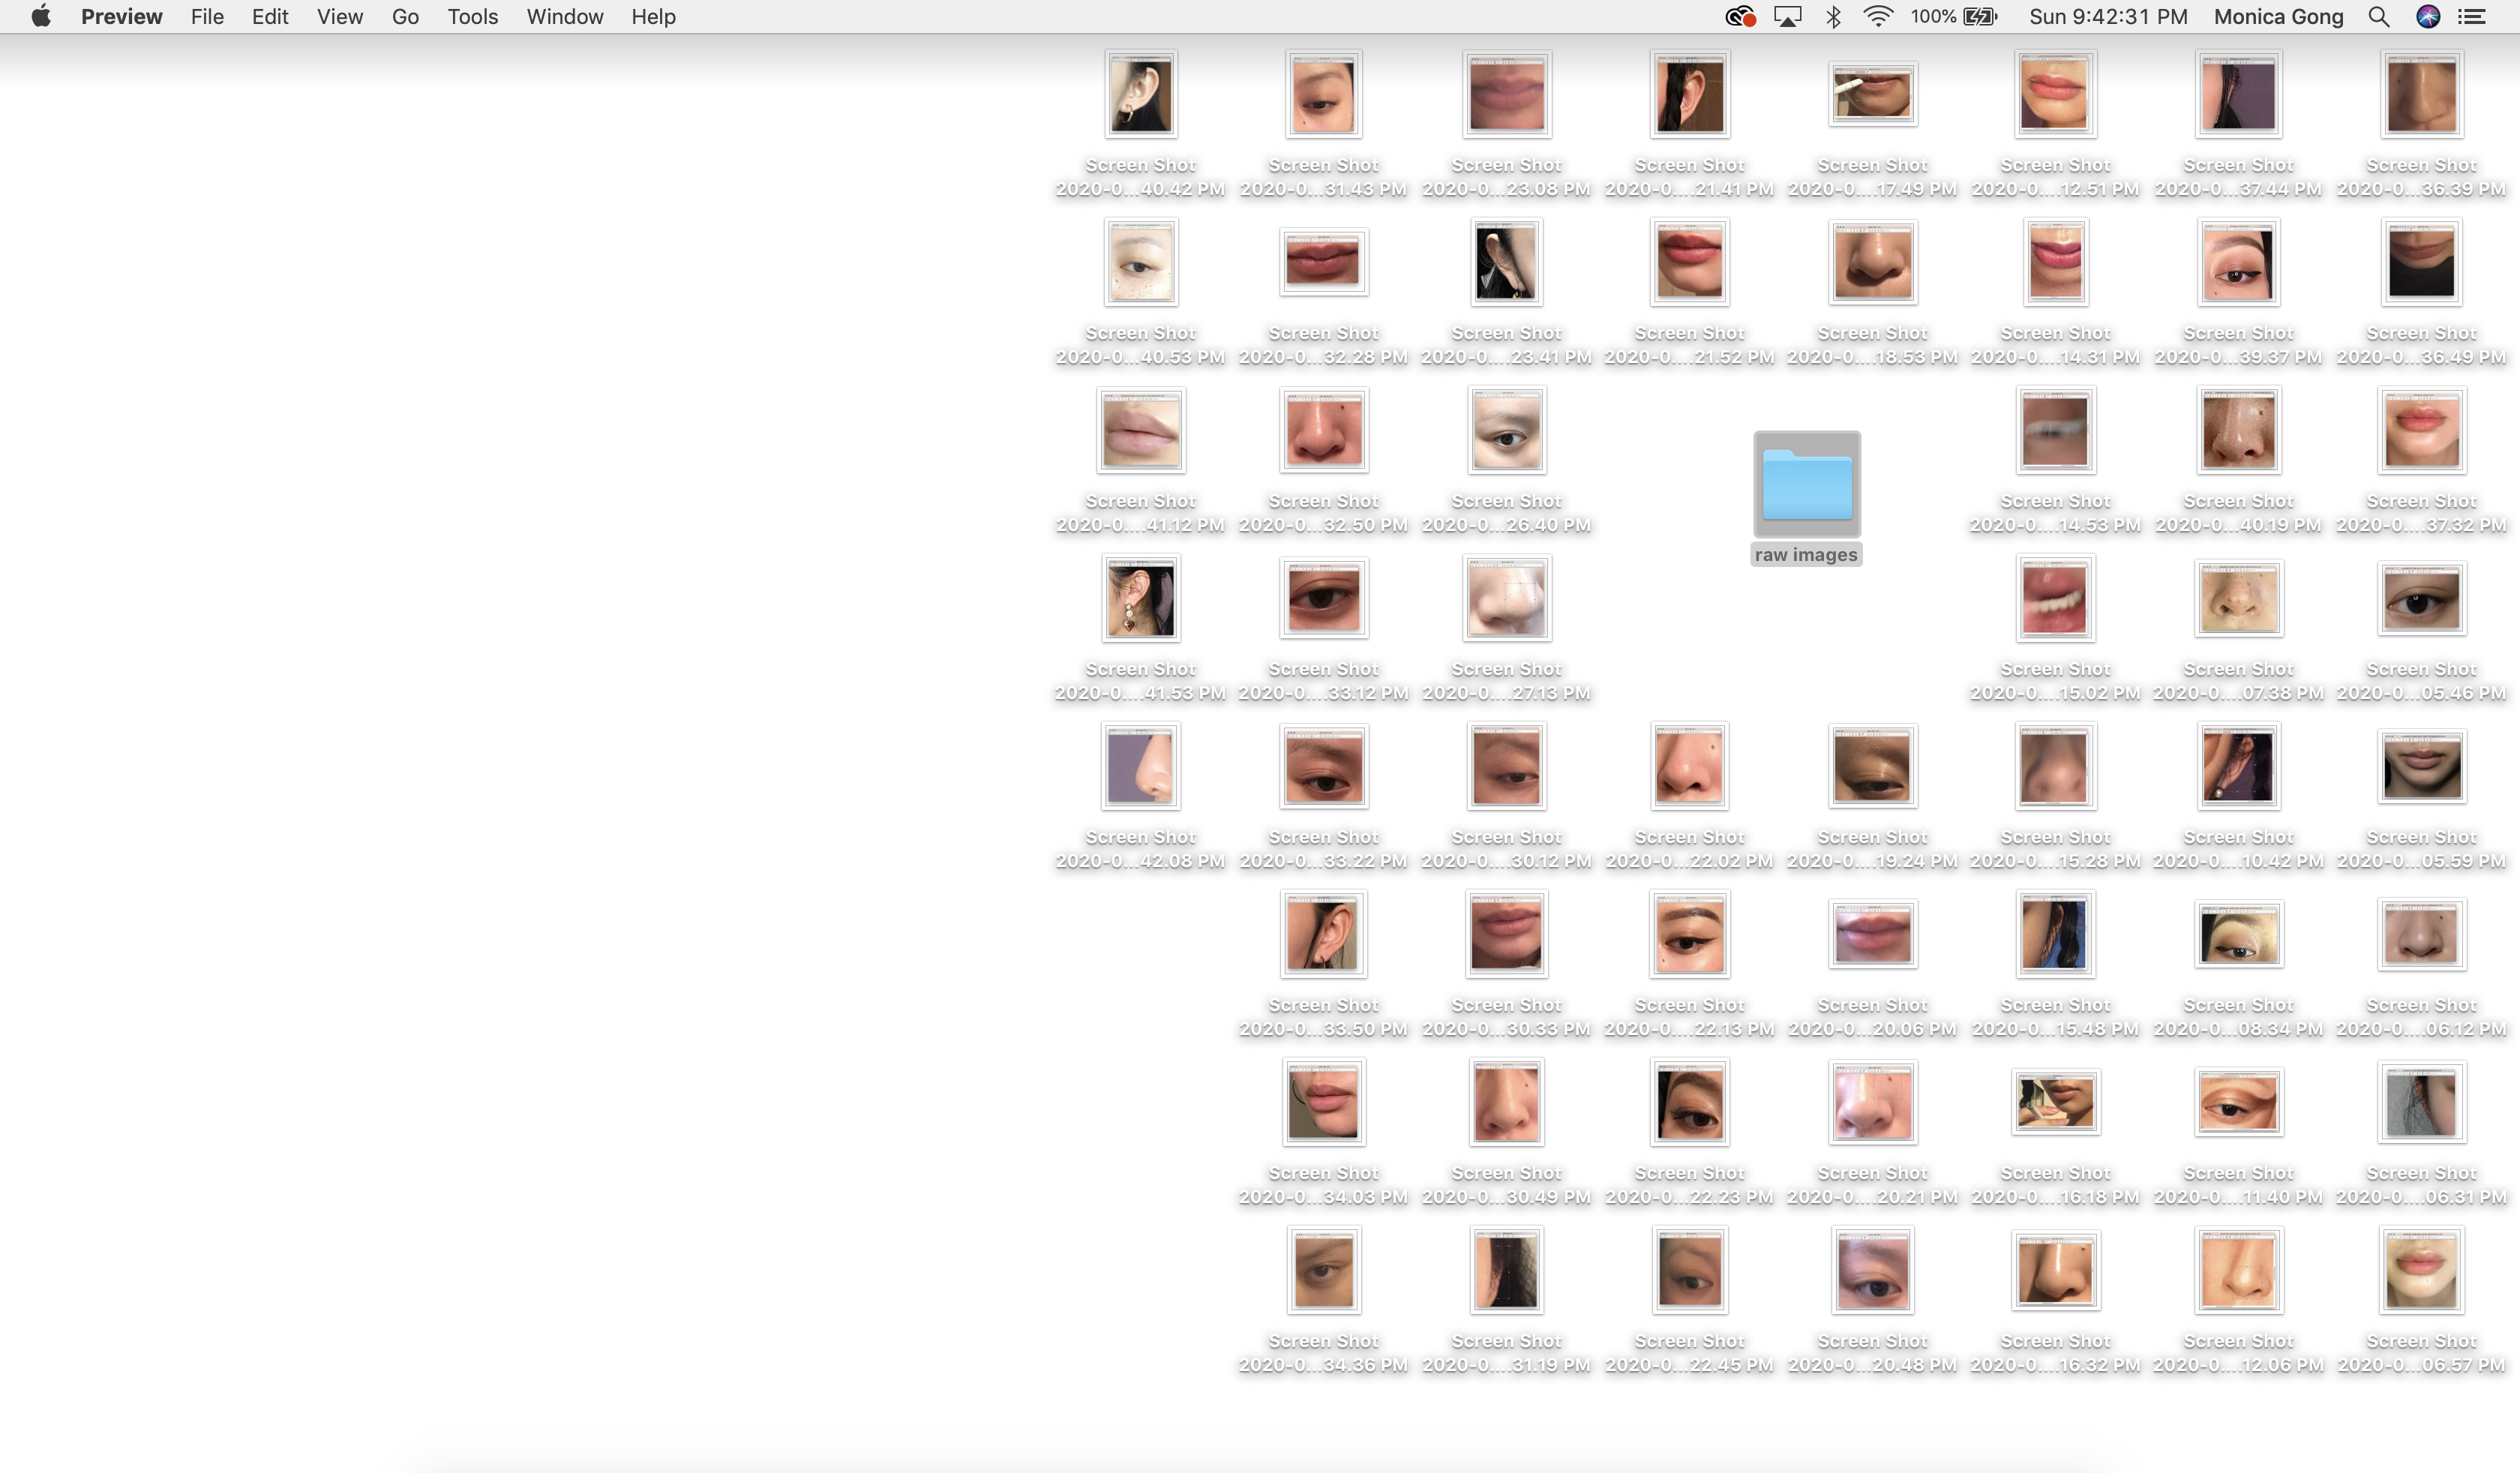 Preview File Edit View Go Tools Window Help 100% Sun 9:42:31 PM Monica Gong
Screen Shot Screen Shot Screen Shot Screen Shot Screen Shot Screen Shot Screen Shot Screen Shot
2020-0...40.42 PM 2020-0...31.43 PM 2020-0...23.08 PM 2020-0....21.41 PM 2020-0....17.49 PM 2020-0....12.51 PM 2020-0...37.44 PM 2020-0...36.39 PM
Screen Shot Screen Shot Screen Shot Screen Shot Screen Shot Screen Shot Screen Shot Screen Shot
2020-0...40.53 PM 2020-0...32.28 PM 2020-0....23.41 PM 2020-0....21.52 PM 2020-0....18.53 PM 2020-0....14.31 PM 2020-0...39.37 PM 2020-0...36.49 PM
Screen Shot Screen Shot Screen Shot Screen Shot Screen Shot Screen Shot
2020-0....41.12 PM 2020-0...32.50 PM 2020-0...26.40 PM 2020-0....14.53 PM 2020-0...40.19 PM 2020-0....37.32 PM
raw images
Screen Shot Screen Shot Screen Shot Screen Shot Screen Shot Screen Shot
2020-0....41.53 PM 2020-0....33.12 PM 2020-0....27.13 PM 2020-0....15.02 PM 2020-0....07.38 PM 2020-0...05.46 PM
Screen Shot Screen Shot Screen Shot Screen Shot Screen Shot Screen Shot Screen Shot Screen Shot
2020-0...42.08 PM 2020-0...33.22 PM 2020-0....30.12 PM 2020-0...22.02 PM 2020-0....19.24 PM 2020-0....15.28 PM 2020-0....10.42 PM 2020-0...05.59 PM
Screen Shot Screen Shot Screen Shot Screen Shot Screen Shot Screen Shot Screen Shot
2020-0...33.50 PM 2020-0...30.33 PM 2020-0....22.13 PM 2020-0...20.06 PM 2020-0....15.48 PM 2020-0...08.34 PM 2020-0....06.12 PM
Screen Shot Screen Shot Screen Shot Screen Shot Screen Shot Screen Shot Screen Shot
2020-0...34.03 PM 2020-0...30.49 PM 2020-0...22.23 PM 2020-0...20.21 PM 2020-0....16.18 PM 2020-0....11.40 PM 2020-0....06.31 PM
Screen Shot Screen Shot Screen Shot Screen Shot Screen Shot Screen Shot Screen Shot
2020-0...34.36 PM 2020-0....31.19 PM 2020-0...22.45 PM 2020-0...20.48 PM 2020-0....16.32 PM 2020-0....12.06 PM 2020-0...06.57 PM